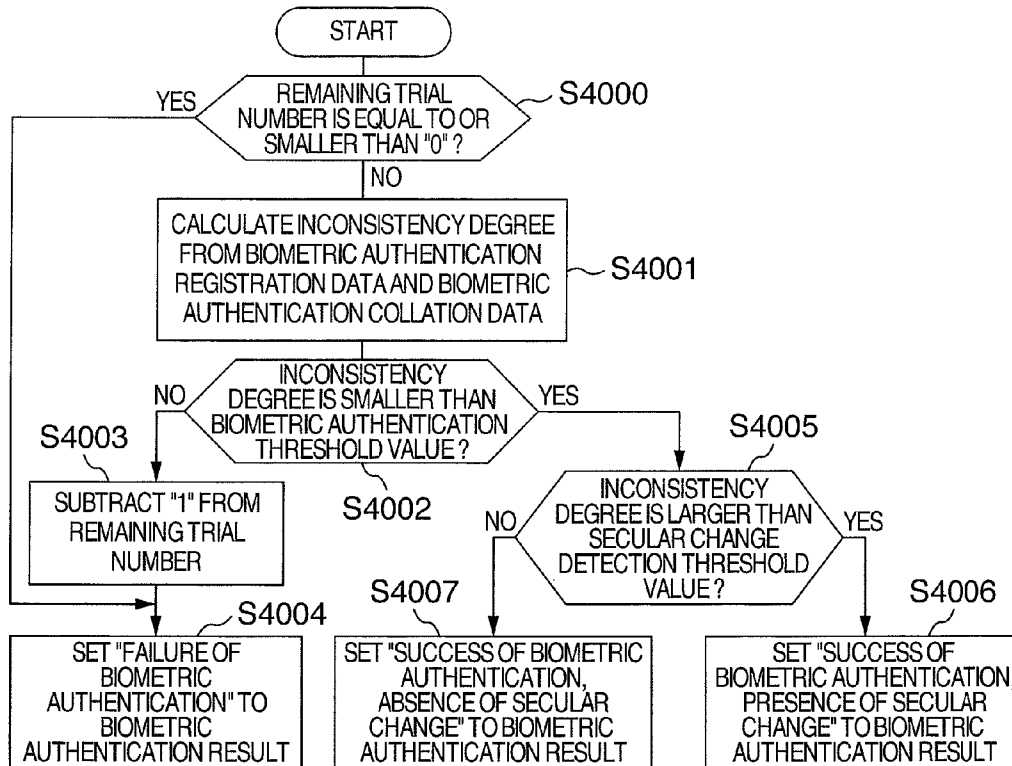 START
YES
REMAINING TRIAL
NUMBER IS EQUAL TO OR
SMALLER THAN "0" ?
S4000
NO
CALCULATE INCONSISTENCY DEGREE
FROM BIOMETRIC AUTHENTICATION
REGISTRATION DATA AND BIOMETRIC
AUTHENTICATION COLLATION DATA
S4001
NO
INCONSISTENCY
DEGREE IS SMALLER THAN
BIOMETRIC AUTHENTICATION
THRESHOLD VALUE ?
YES
S4002
S4003
SUBTRACT "1" FROM
REMAINING TRIAL
NUMBER
S4005
NO
INCONSISTENCY
DEGREE IS LARGER THAN
SECULAR CHANGE
DETECTION THRESHOLD
VALUE ?
YES
S4004
SET "FAILURE OF
BIOMETRIC
AUTHENTICATION" TO
BIOMETRIC
AUTHENTICATION RESULT
S4007
SET "SUCCESS OF BIOMETRIC
AUTHENTICATION,
ABSENCE OF SECULAR
CHANGE" TO BIOMETRIC
AUTHENTICATION RESULT
S4006
SET "SUCCESS OF
BIOMETRIC AUTHENTICATION,
PRESENCE OF SECULAR
CHANGE" TO BIOMETRIC
AUTHENTICATION RESULT